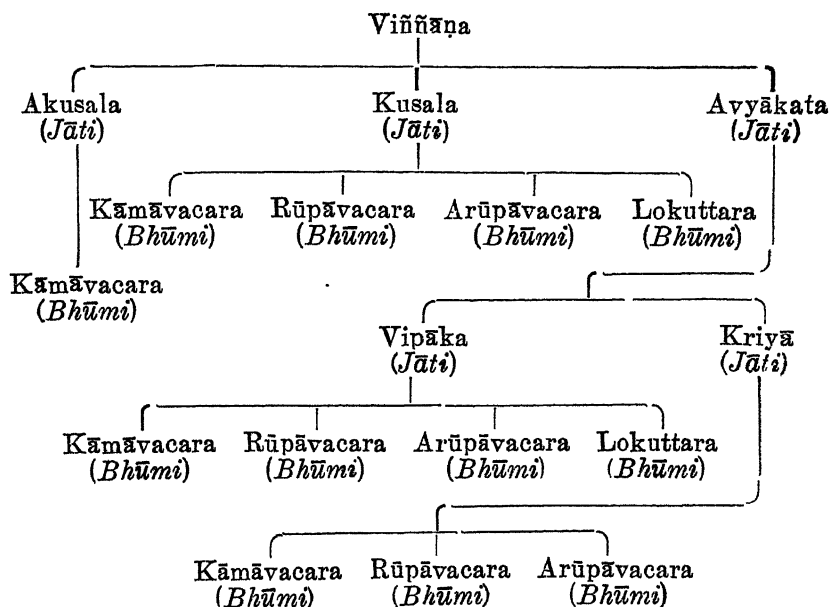 Viññāṇa
Akusala Kusala Avyākata
(Jāti) (Jāti) (Jāti)
Kāmāvacara Rūpāvacara Arūpāvacara Lokuttara
(Bhūmi) (Bhūmi) (Bhūmi) (Bhūmi)
Kāmāvacara
(Bhūmi)
Vipāka Kriyā
(Jāti) (Jāti)
Kāmāvacara Rūpāvacara Arūpāvacara Lokuttara
(Bhūmi) (Bhūmi) (Bhūmi) (Bhūmi)
Kāmāvacara Rūpāvacara Arūpāvacara
(Bhūmi) (Bhūmi) (Bhūmi)